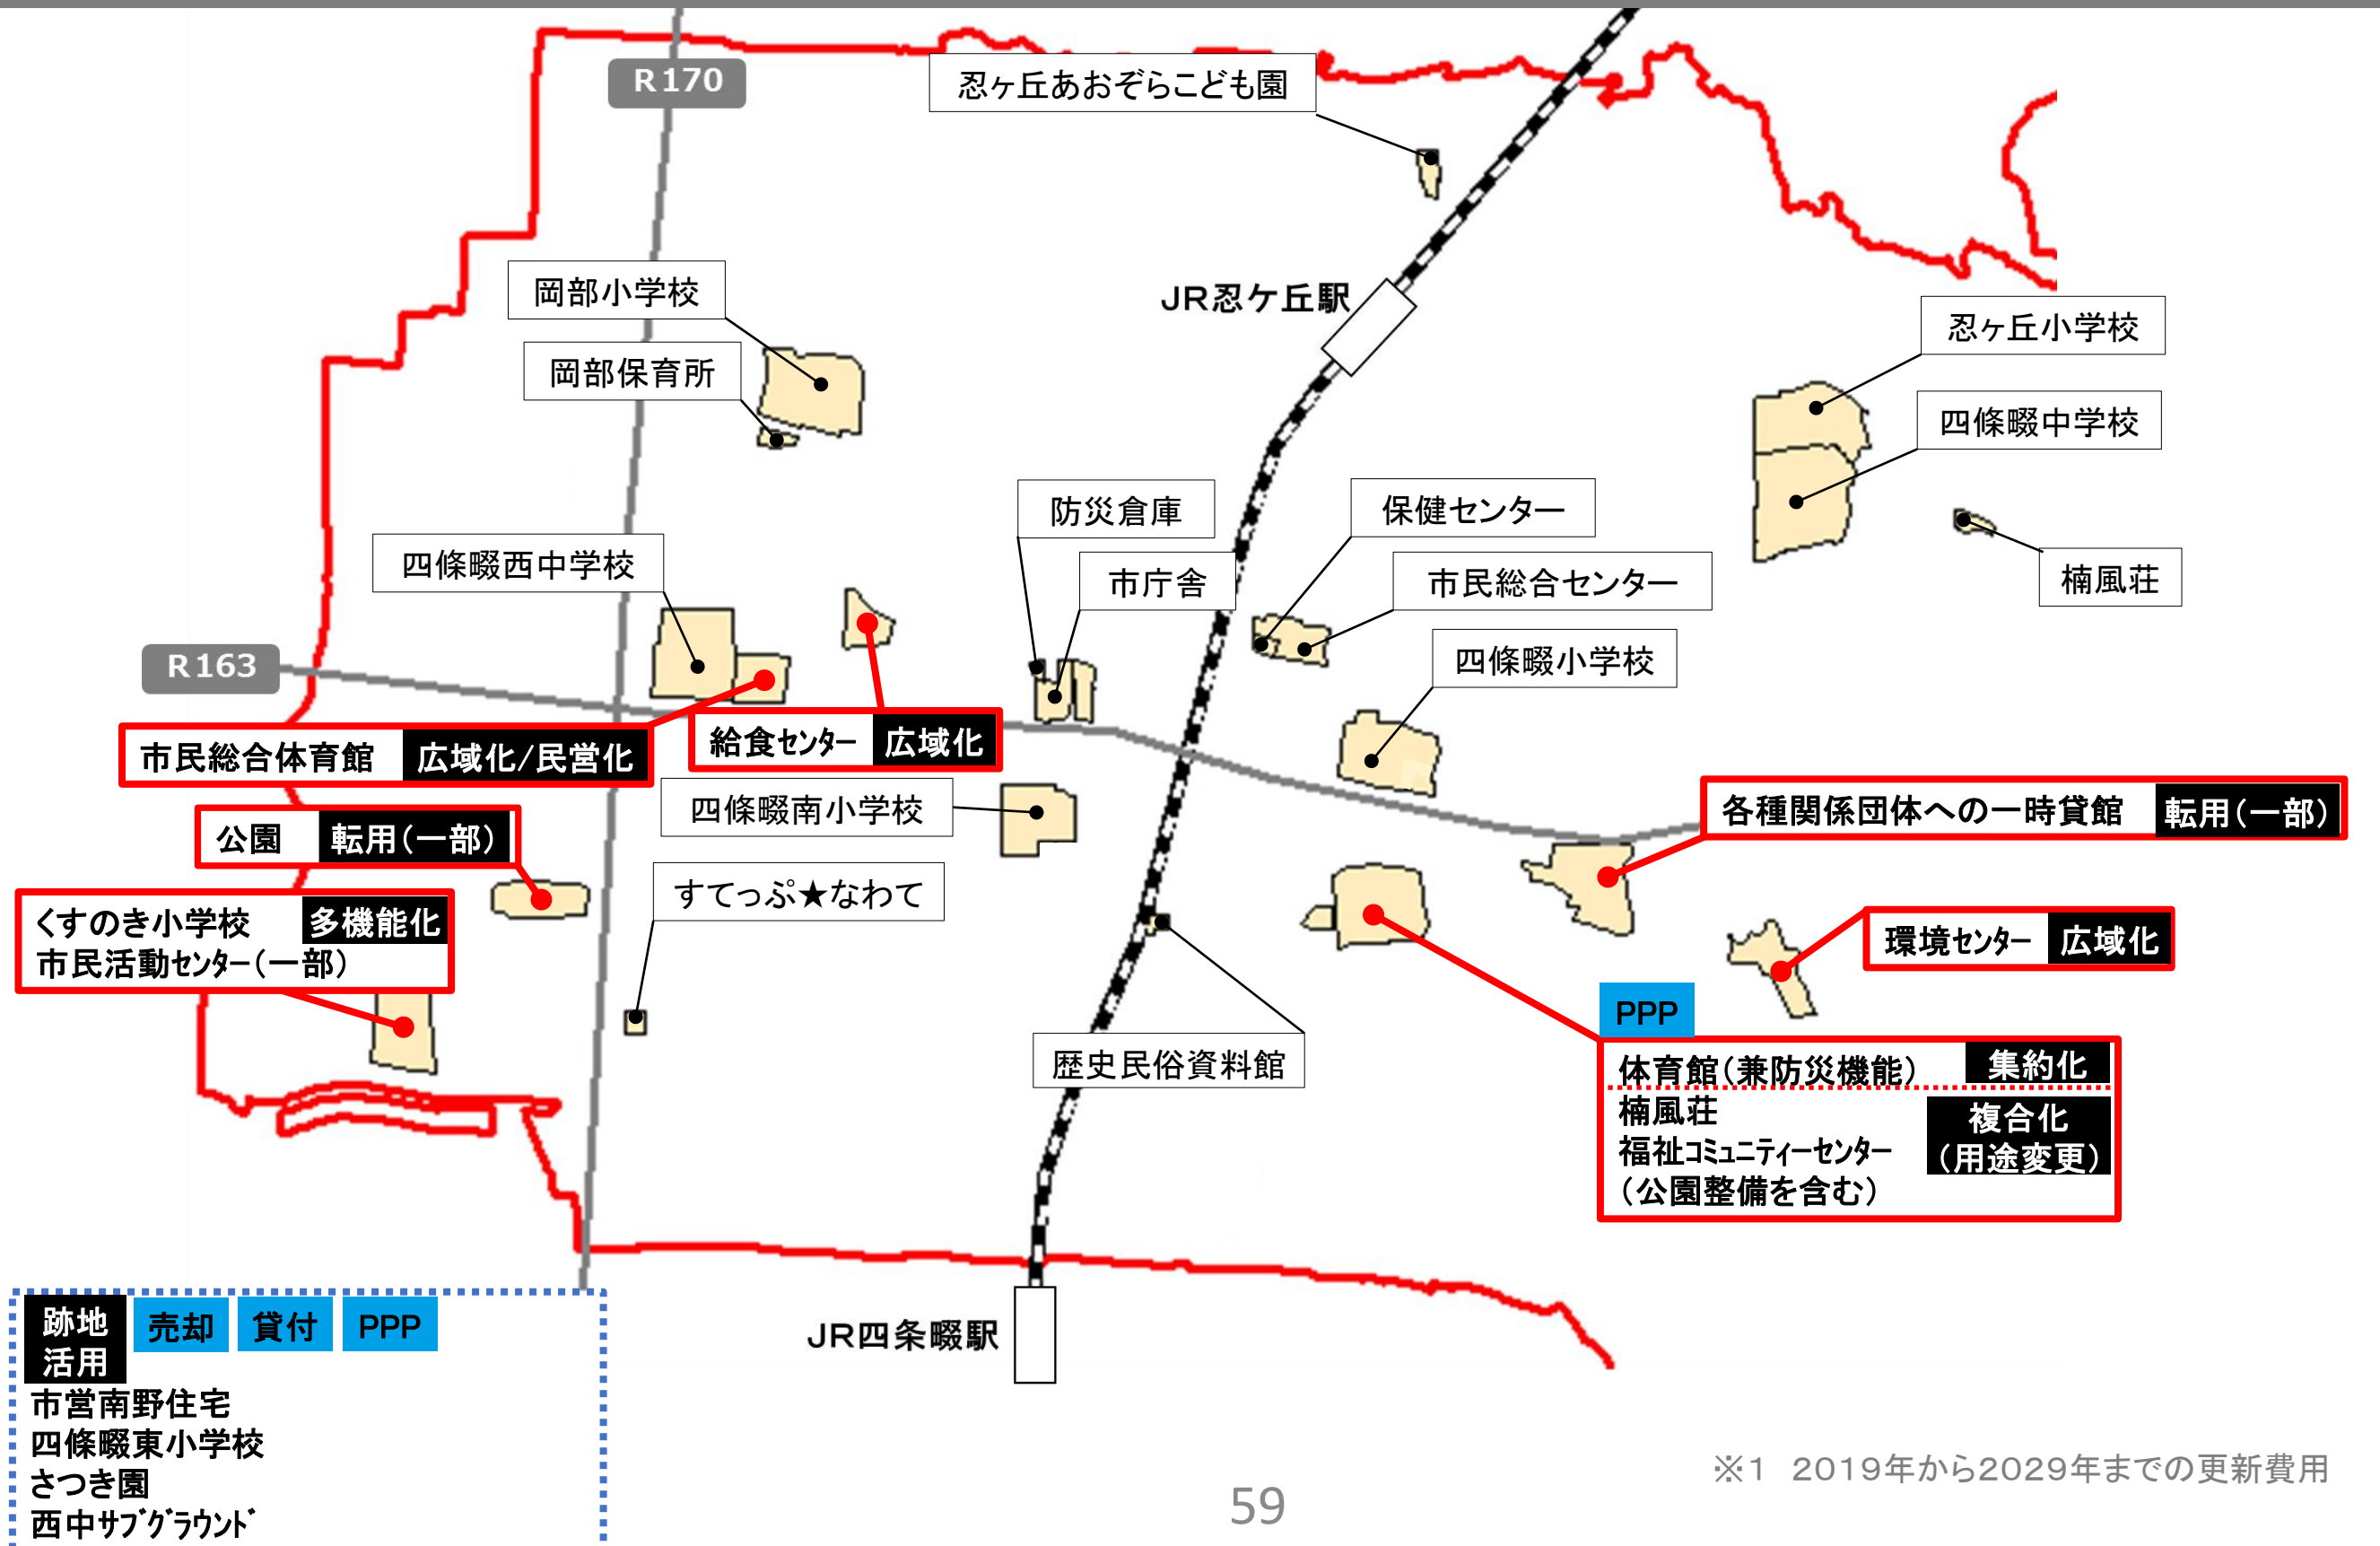 R170
忍ヶ丘あおぞらこども園
岡部小学校
JR忍ケ丘駅
忍ヶ丘小学校
岡部保育所
四條畷中学校
防災倉庫
保健センター
四條畷西中学校
市庁舎
市民総合センター
楠風荘
R163
四條畷小学校
市民総合体育館 広域化/民営化
給食センター 広域化
四條畷南小学校
各種関係団体への一時貸館 転用(一部)
公園 転用(一部)
すてっぷ★なわて
くすのき小学校 多機能化
市民活動センター(一部)
環境センター 広域化
PPP
歴史民俗資料館
体育館(兼防災機能) 集約化
楠風荘
福祉コミュニティーセンター
(公園整備を含む)
複合化
(用途変更)
JR四条畷駅
跡地
活用
売却 貸付 PPP
市営南野住宅
四條畷東小学校
さつき園
西中サブグラウンド
※1 2019年から2029年までの更新費用
59